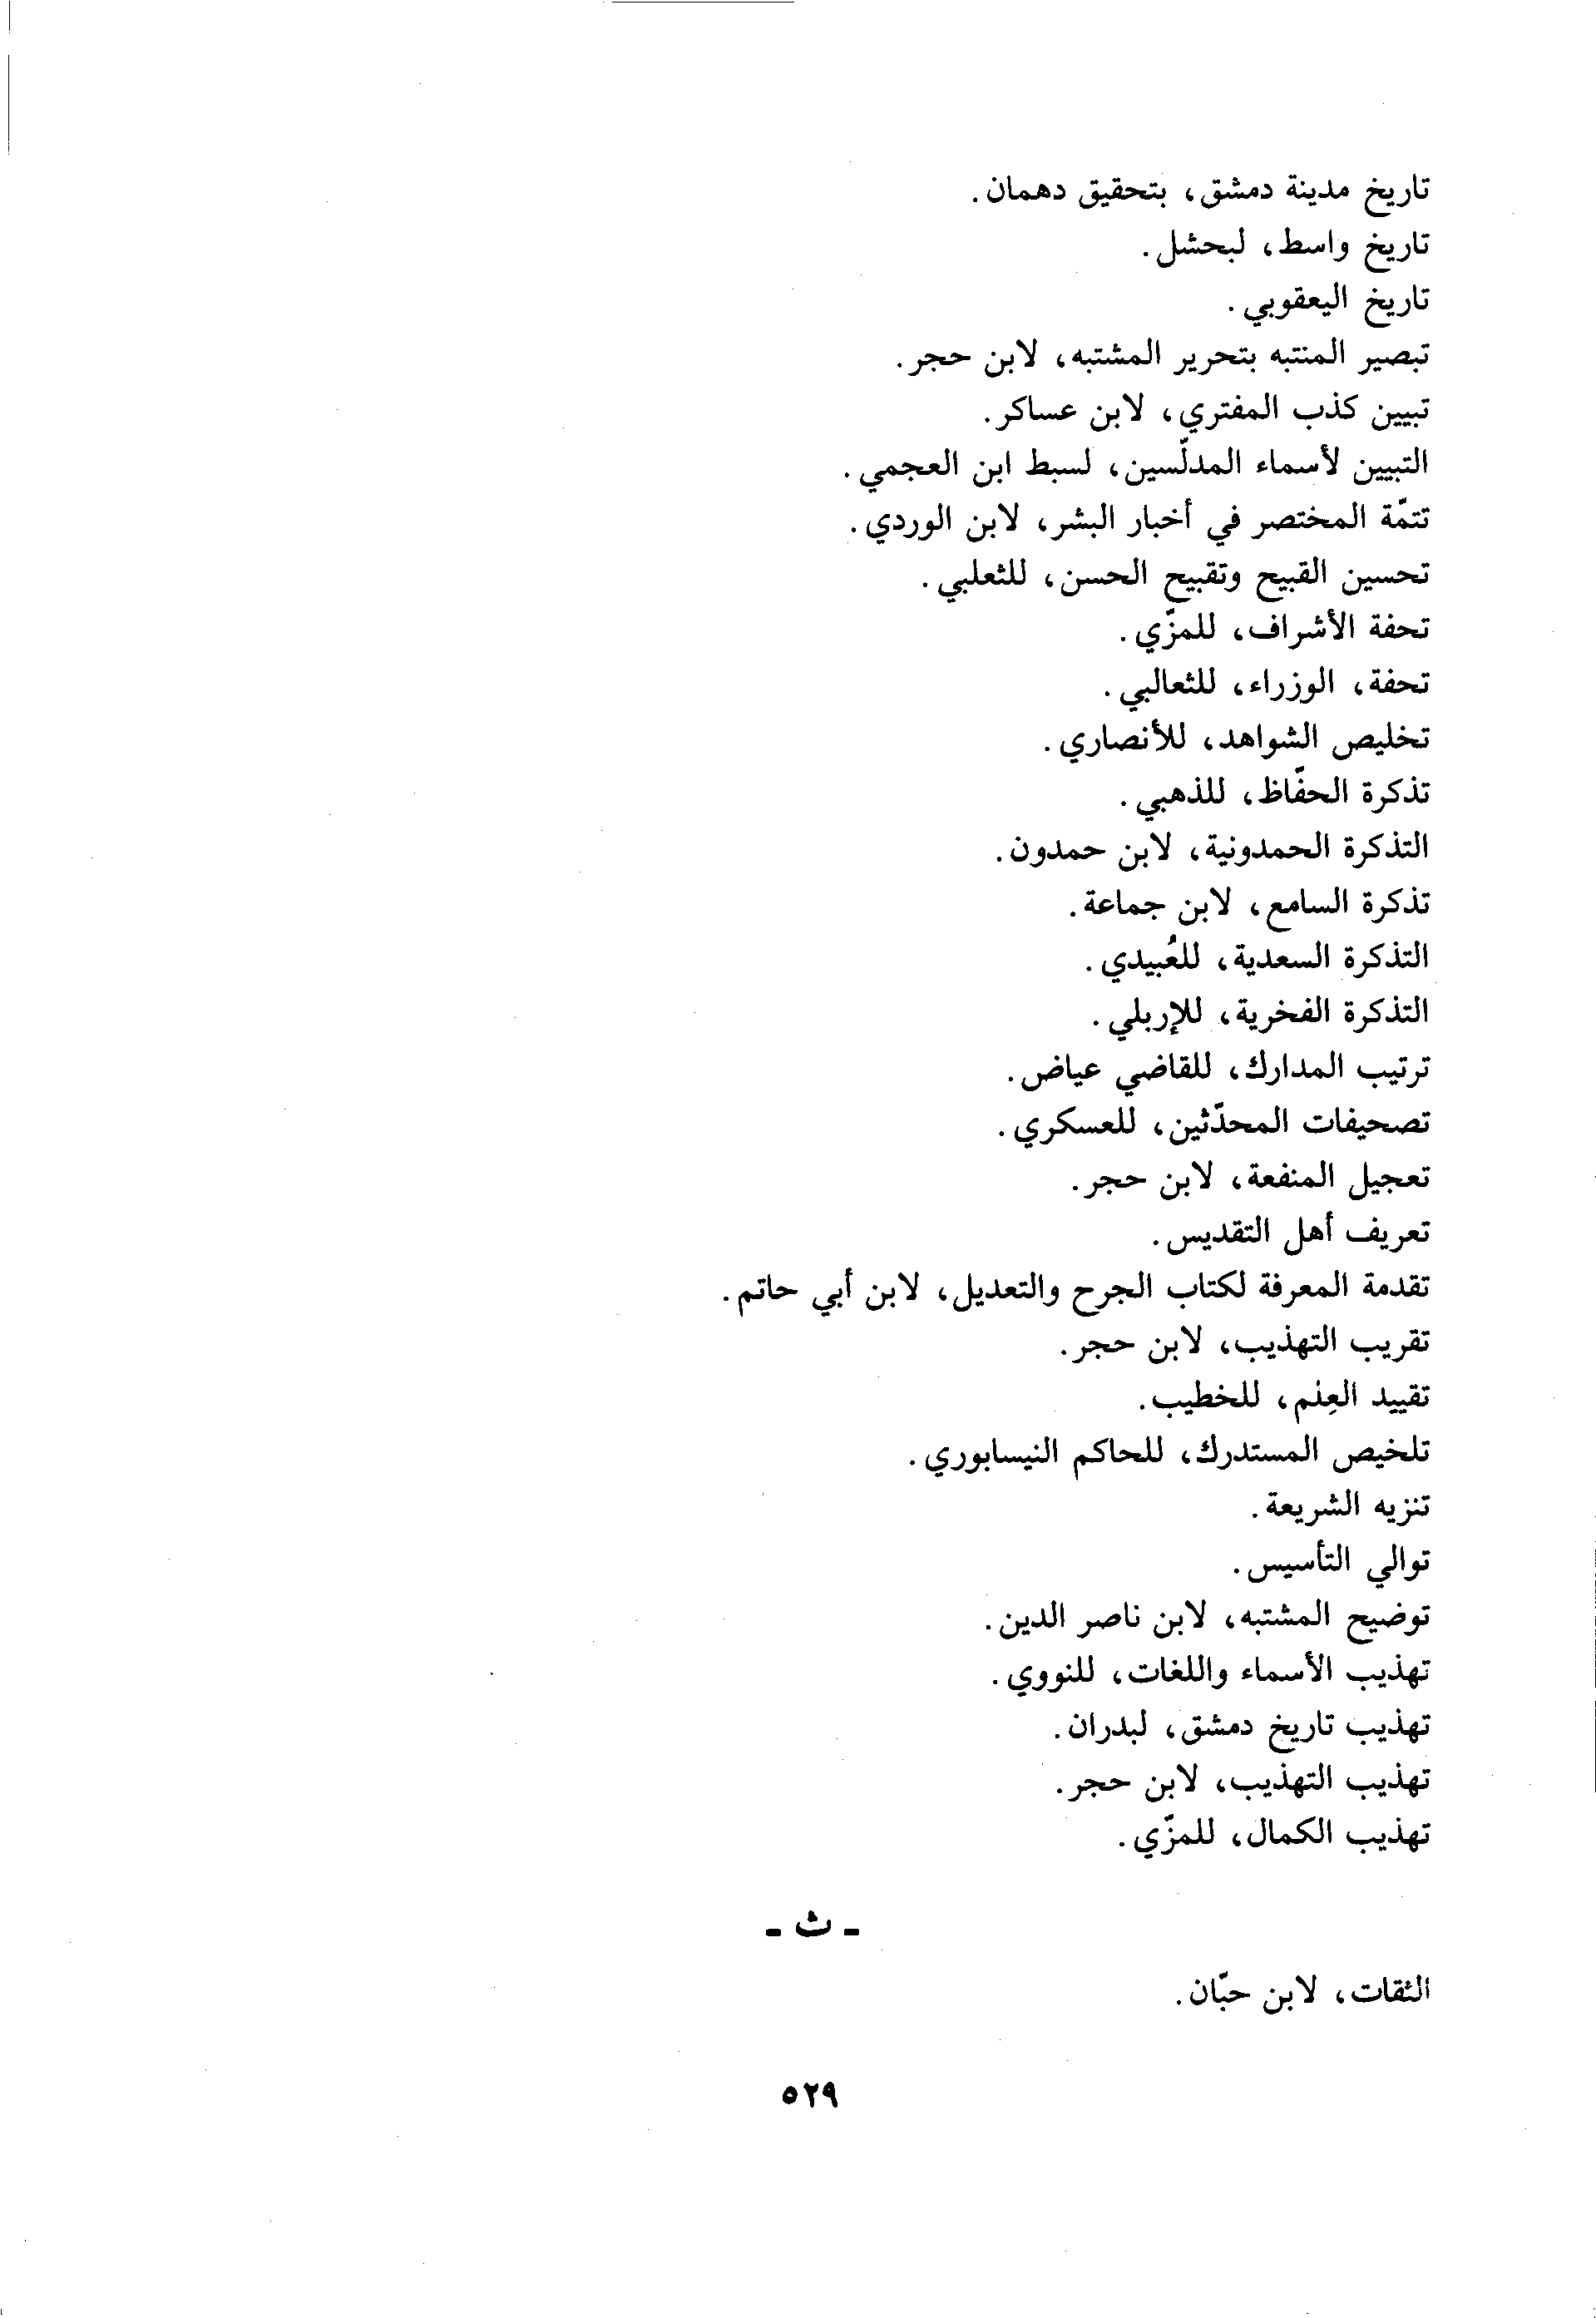 تاريخ مدينة دمشق، بتحقيق دهمان.
تاريخ واسط، لبحشل.
تاريخ اليعقوبي.
تبصير المنتبه بتحرير المشتبه، لابن حجر.
تبيين كذب المفتري، لابن عساكر.
التبيين لأسماء المدلّسين، لسبط ابن العجمي.
تتمّة المختصر في أخبار البشر، لابن الوردي.
تحسين القبيح وتقبيح الحسن، للثعلبي.
تحفة الأشراف، للمزّي.
تحفة، الوزراء، للثعالبي.
تخليص الشواهد، للأنصاري.
تذكرة الحفّاظ، للذهبي.
التذكرة الحمدونية، لابن حمدون.
تذكرة السامع، لابن جماعة.
التذكرة السعدية، للعُبيدي.
التذكرة الفخرية، للإربلي.
ترتيب المدارك، للقاضي عياض.
تصحيفات المحدّثين، للعسكري.
تعجيل المنفعة، لابن حجر.
تعريف أهل التقديس.
تقدمة المعرفة لكتاب الجرح والتعديل، لابن أبي حاتم.
تقريب التهذيب، لابن حجر.
تقييد العِلم، للخطيب.
تلخيص المستدرك، للحاكم النيسابوري.
تنزيه الشريعة.
توالي التأسيس.
توضيح المشتبه، لابن ناصر الدين.
تهذيب الأسماء واللغات، للنووي.
تهذيب تاريخ دمشق، لبدران.
تهذيب التهذيب، لابن حجر.
تهذيب الكمال، للمزّي.
- ث -
الثقات، لابن حبّان.
٥٢٩